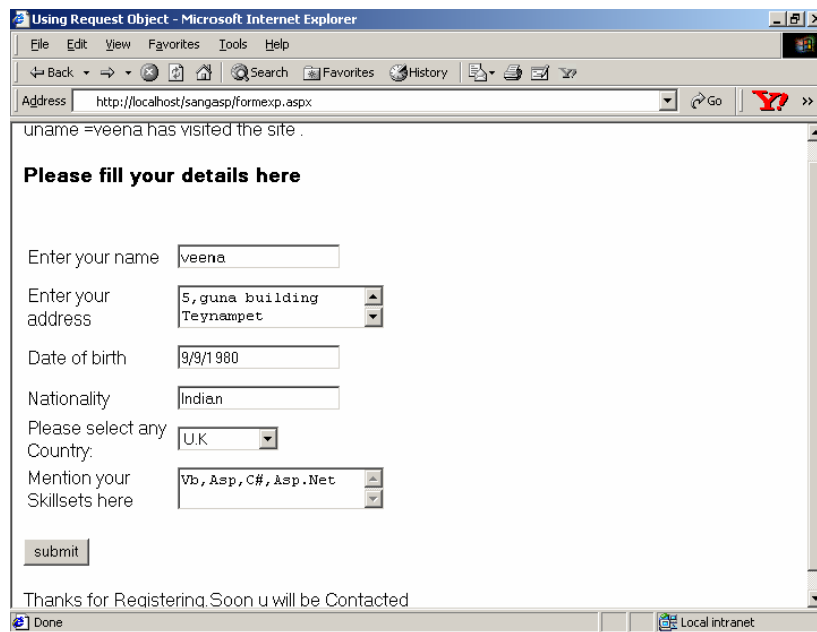 Using Request Object - Microsoft Internet Explorer
File Edit View Favorites Tools Help
Back Search Favorites History
Address http://localhost/sangasp/formexp.aspx Go Y! »
uname =veena has visited the site .
Please fill your details here
Enter your name veena
Enter your
address
5,guna building
Teynampet
Date of birth 9/9/1980
Nationality Indian
Please select any
Country:
U.K
Mention your
Skillsets here
Vb,Asp,C#,Asp.Net
submit
Thanks for Registering.Soon u will be Contacted
Done Local intranet